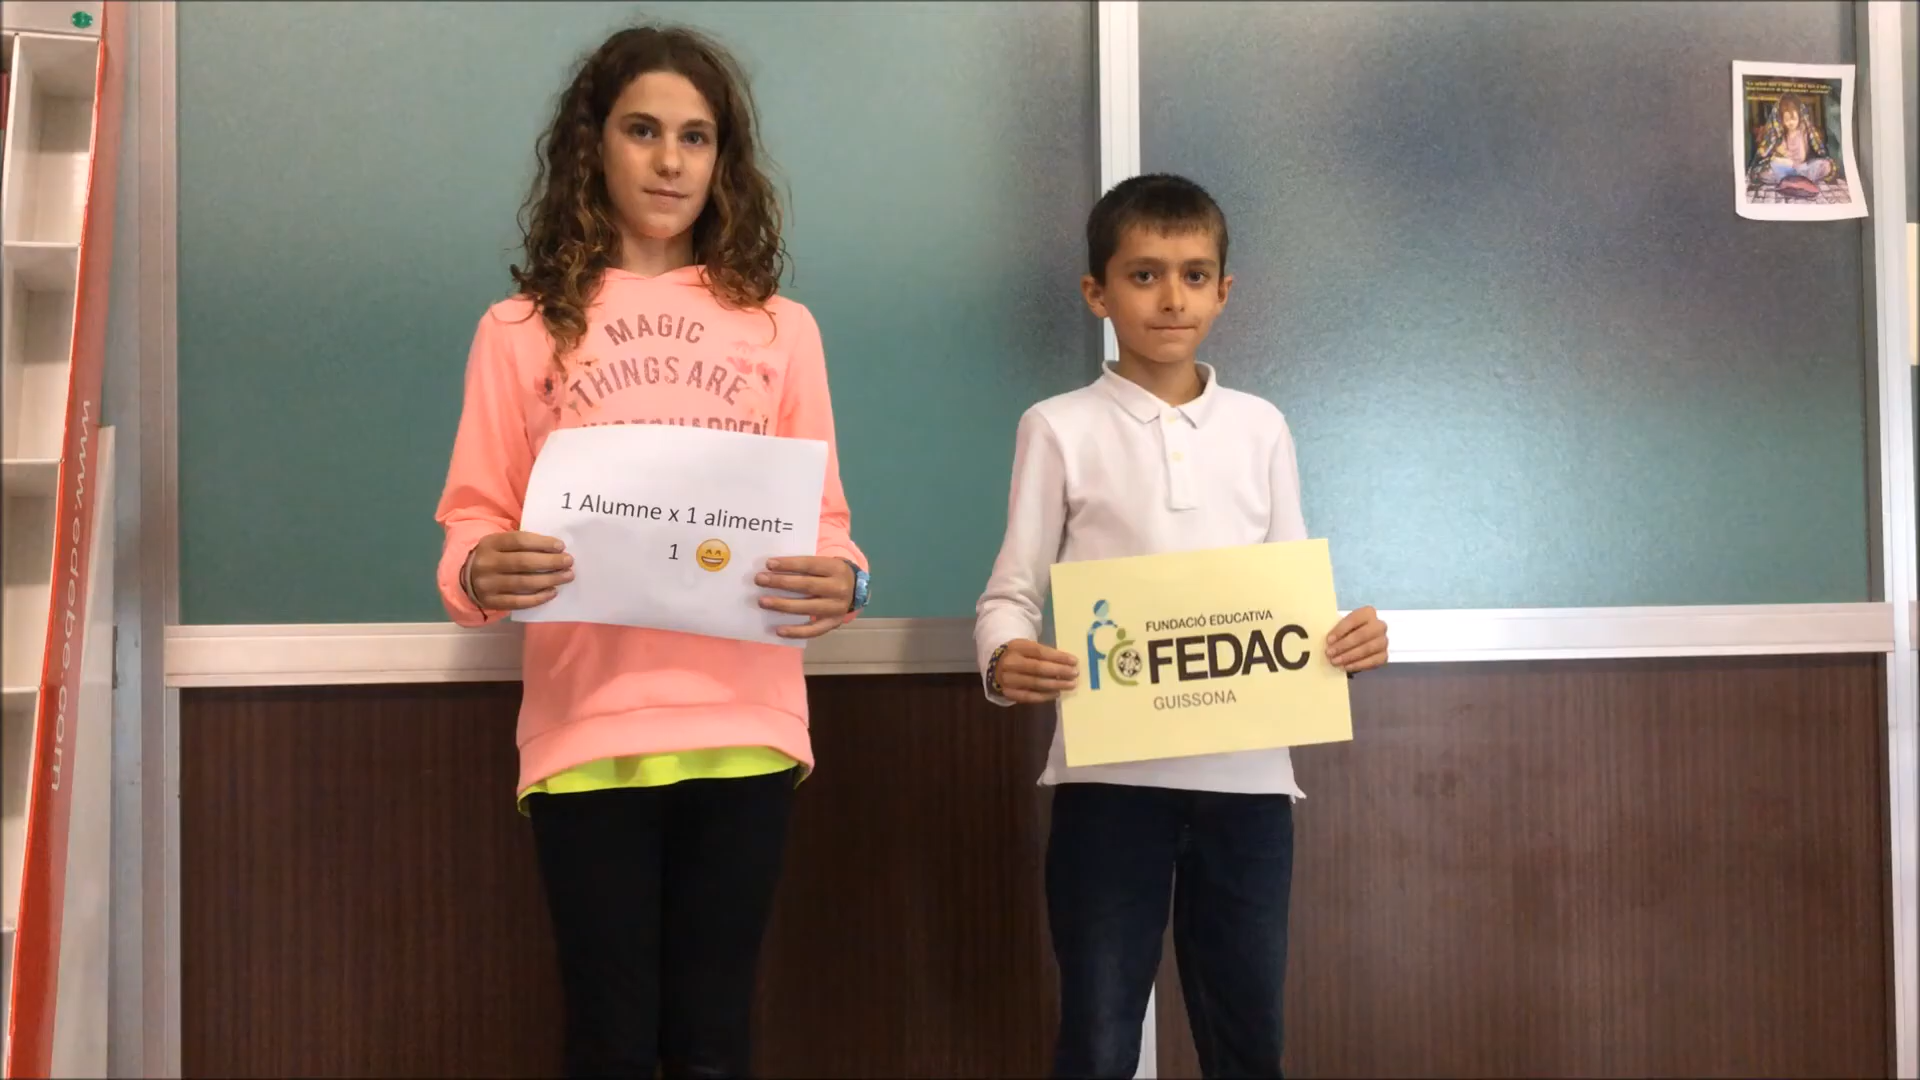 MAGIC
THINGS ARE
1 Alumne x 1 aliment=
1 😄
FUNDACIÓ EDUCATIVA
FEDAC
GUISSONA
www.edebe.com